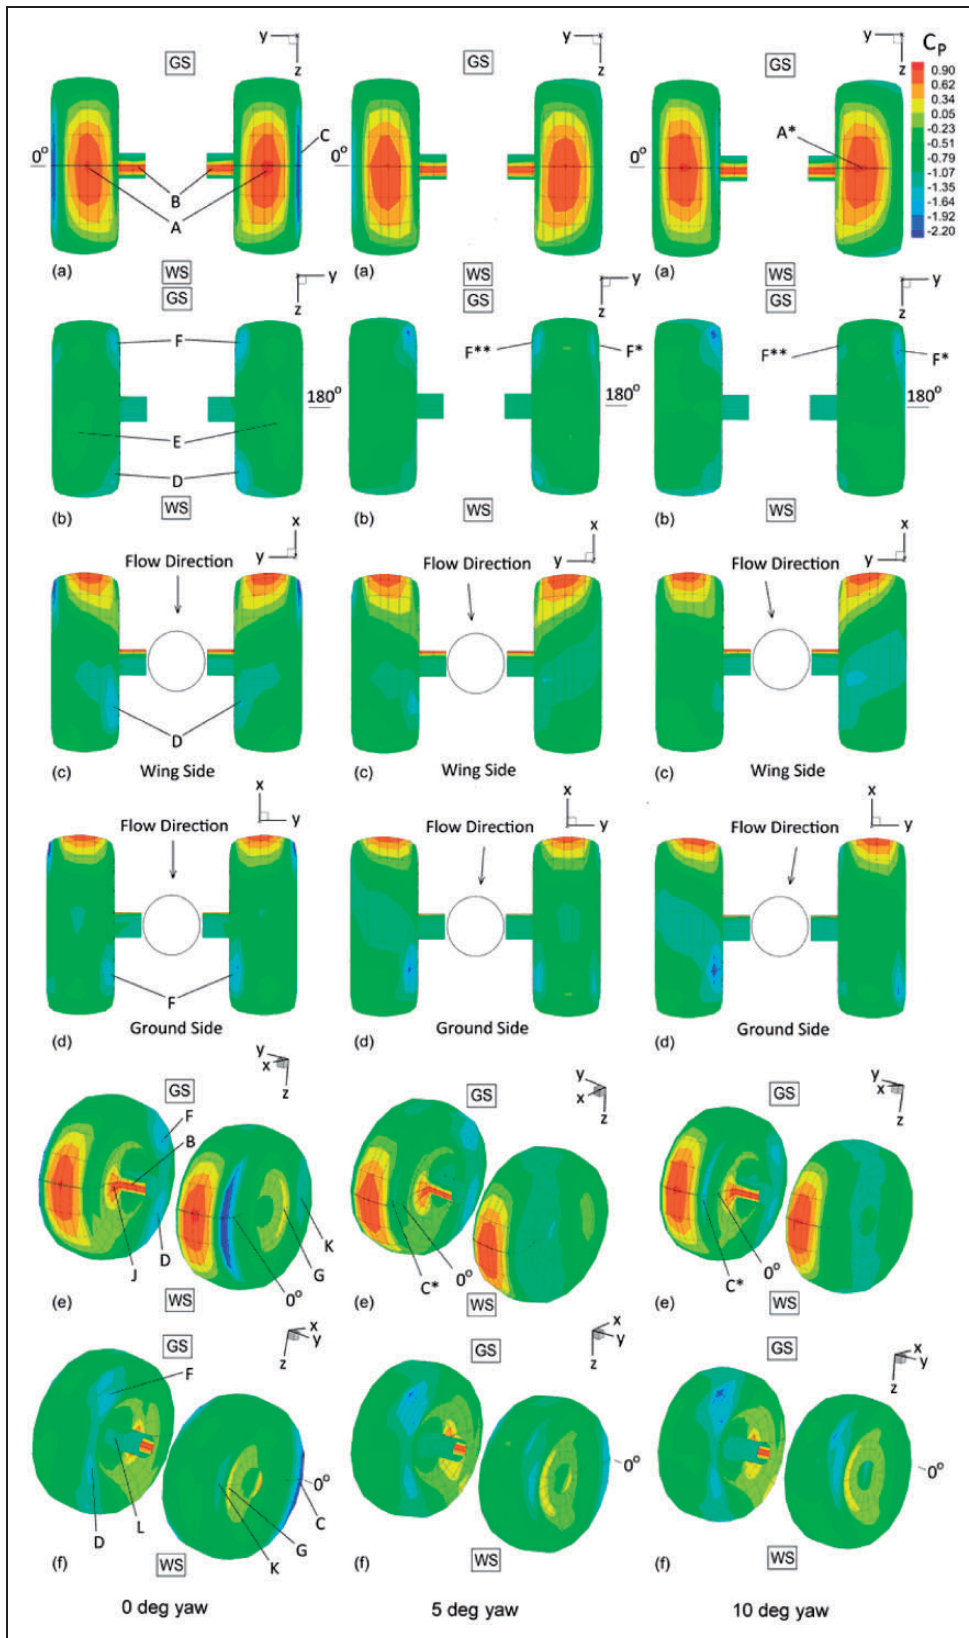 y GS y GS y GS C_P
z z z
0.90
0.62
0.34
0.05
-0.23
-0.51
-0.79
-1.07
-1.35
-1.64
-1.92
-2.20
C A*
0° 0° 0°
B
A
(a) WS (a) WS (a) WS
GS y GS y GS y
z z z
F F** F* F** F*
180° 180° 180°
E
D
(b) WS (b) WS (b) WS
x x x
y y y
Flow Direction Flow Direction Flow Direction
D
(c) Wing Side (c) Wing Side (c) Wing Side
x x x
y y y
Flow Direction Flow Direction Flow Direction
F
(d) Ground Side (d) Ground Side (d) Ground Side
y x z y x z y x z
GS GS GS
F
B
K
J D G C* 0° C* 0°
0°
(e) WS (e) WS (e) WS
x y z x y z x y z
GS GS GS
F
0° 0° 0°
D L C
G
K
(f) WS (f) WS (f) WS
0 deg yaw 5 deg yaw 10 deg yaw